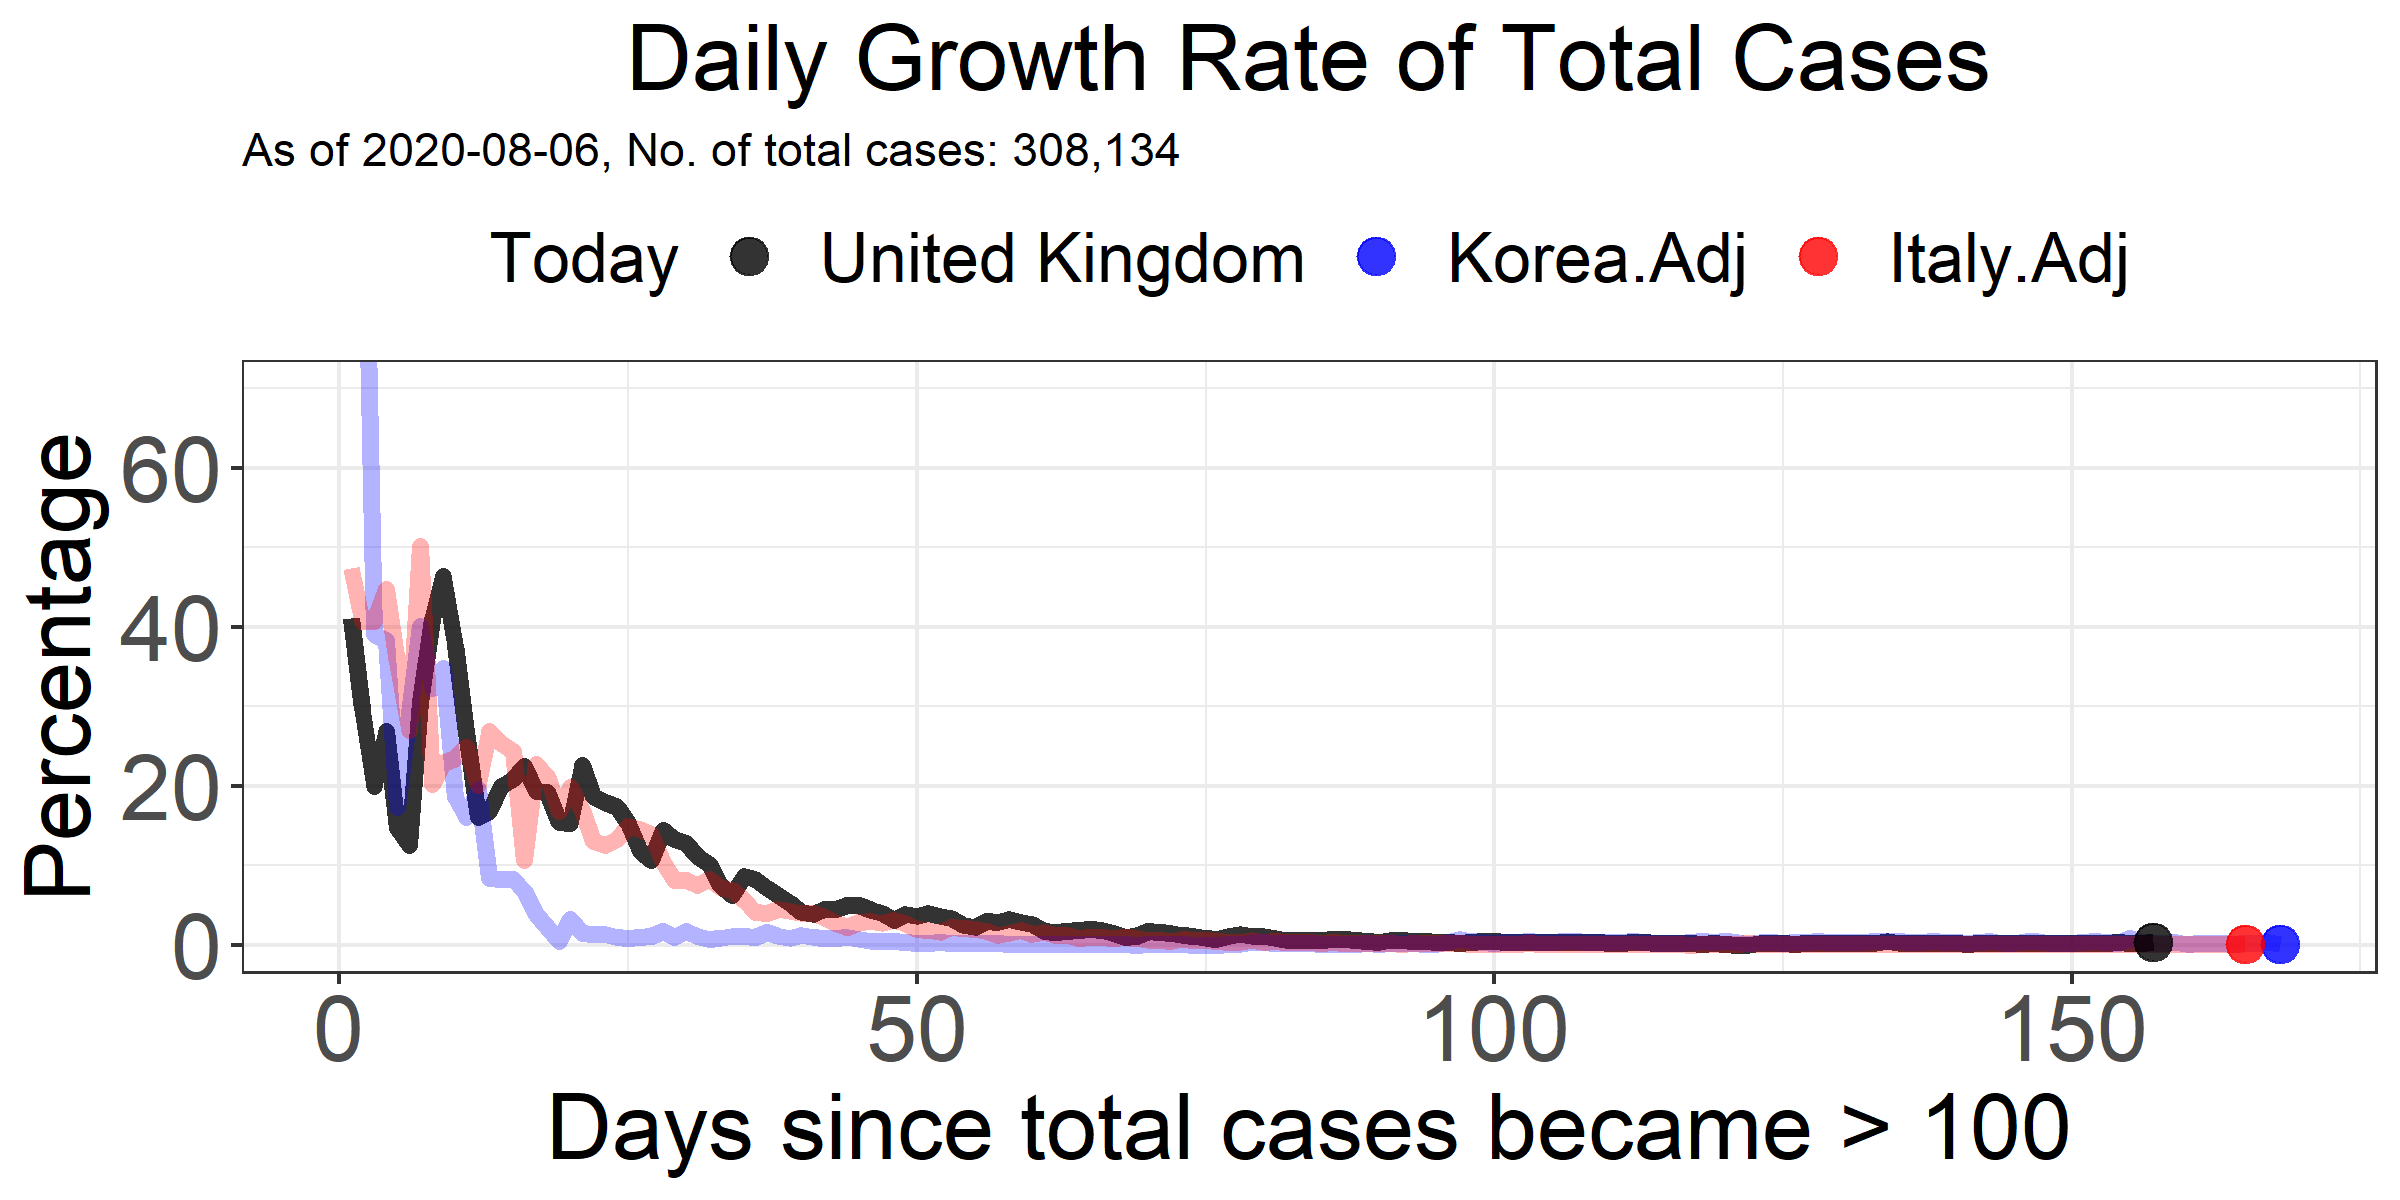 Daily Growth Rate of Total Cases
As of 2020-08-06, No. of total cases: 308,134
Today United Kingdom Korea.Adj Italy.Adj
Percentage
60
40
20
0
0 50 100 150
Days since total cases became > 100